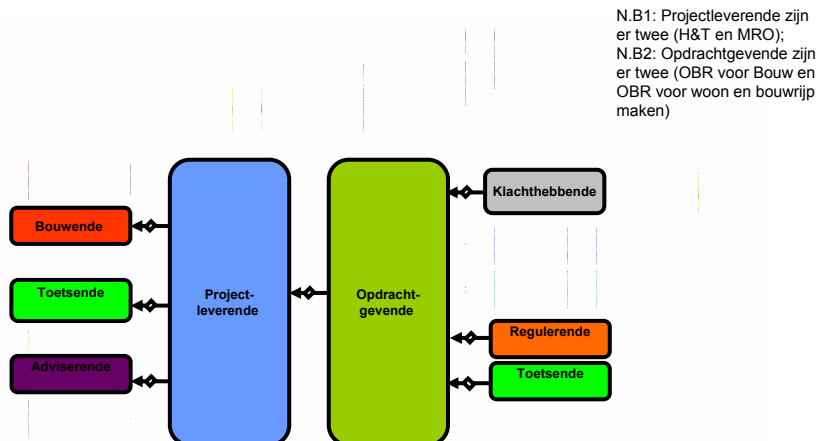 N.B1: Projectleverende zijn
er twee (H&T en MRO);
N.B2: Opdrachtgevende zijn
er twee (OBR voor Bouw en
OBR voor woon en bouwrijp
maken)
Klachthebbende
Bouwende
Toetsende
Project-
leverende
Opdracht-
gevende
Regulerende
Adviserende
Toetsende